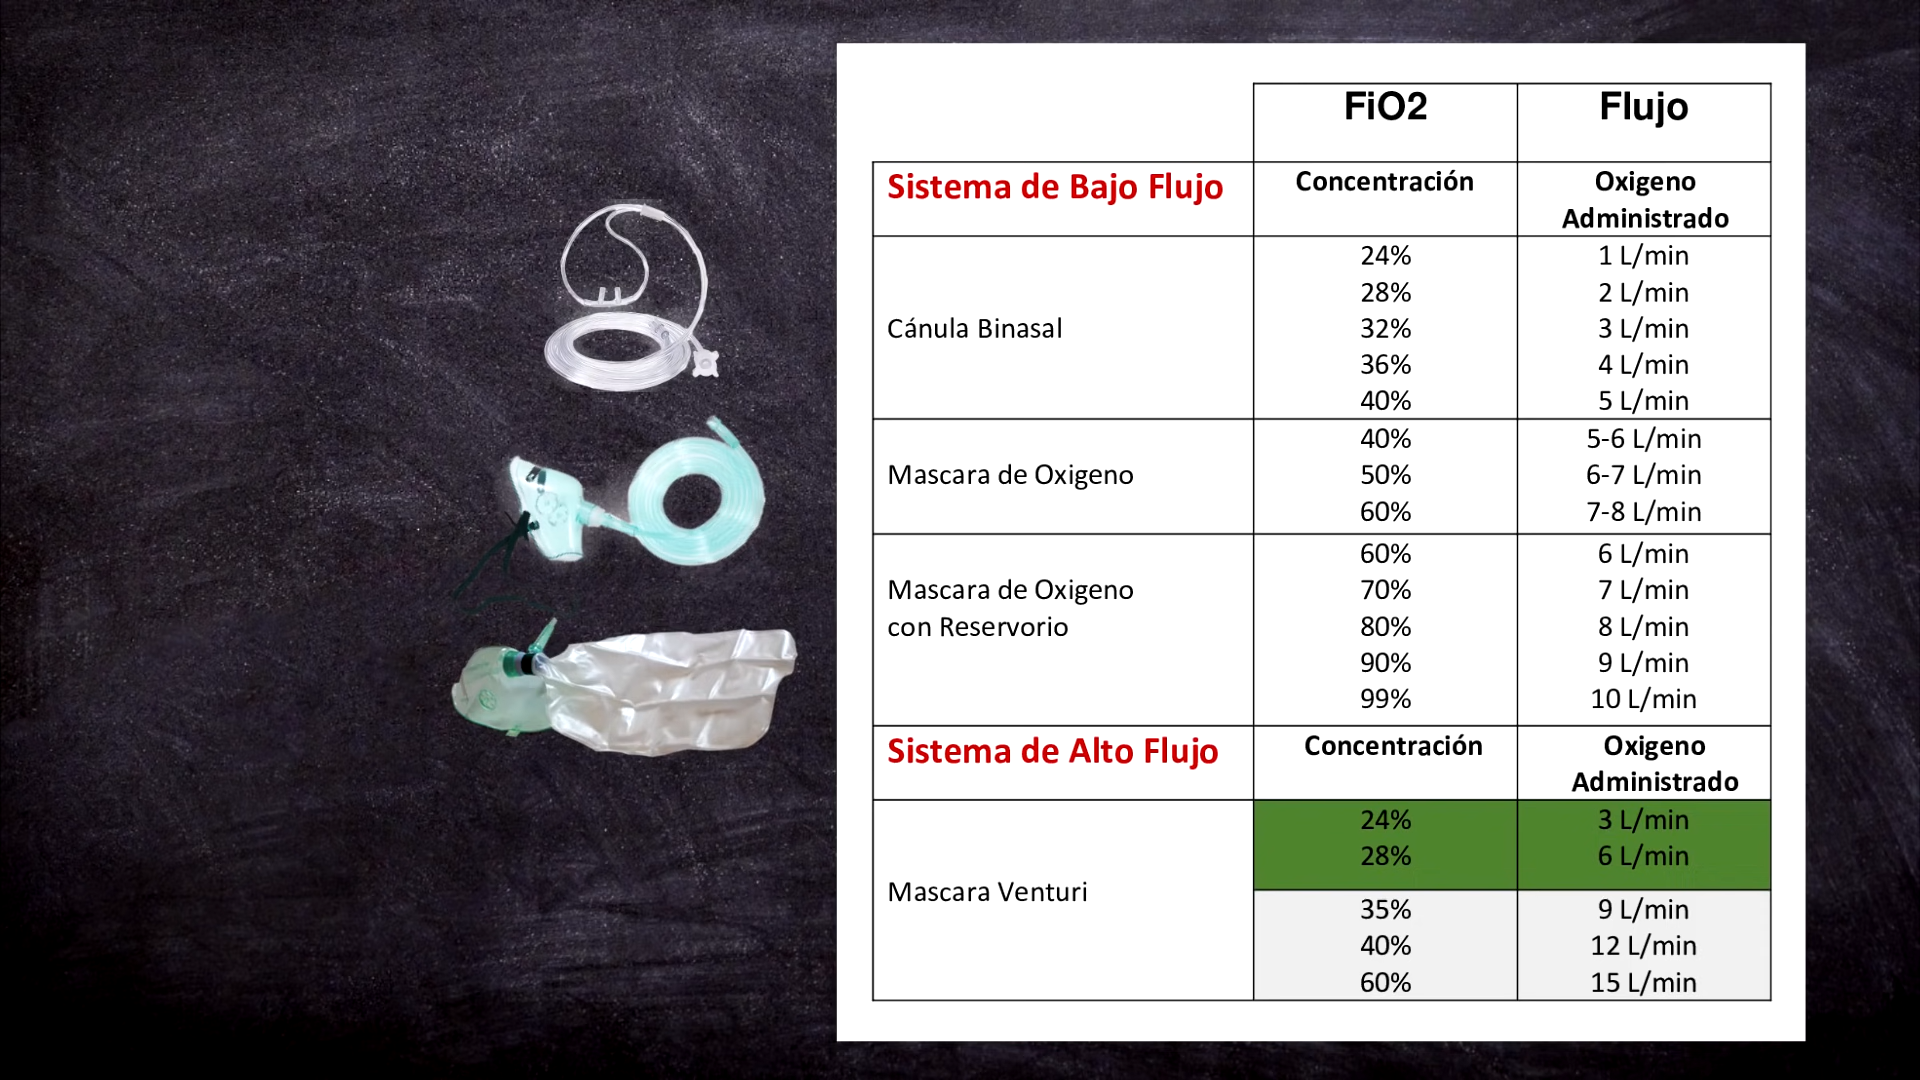 FiO2 Flujo
Sistema de Bajo Flujo Concentración Oxigeno
Administrado
24% 1 L/min
28% 2 L/min
Cánula Binasal 32% 3 L/min
36% 4 L/min
40% 5 L/min
40% 5-6 L/min
Mascara de Oxigeno 50% 6-7 L/min
60% 7-8 L/min
60% 6 L/min
Mascara de Oxigeno 70% 7 L/min
con Reservorio 80% 8 L/min
90% 9 L/min
99% 10 L/min
Sistema de Alto Flujo Concentración Oxigeno
Administrado
24% 3 L/min
28% 6 L/min
Mascara Venturi
35% 9 L/min
40% 12 L/min
60% 15 L/min